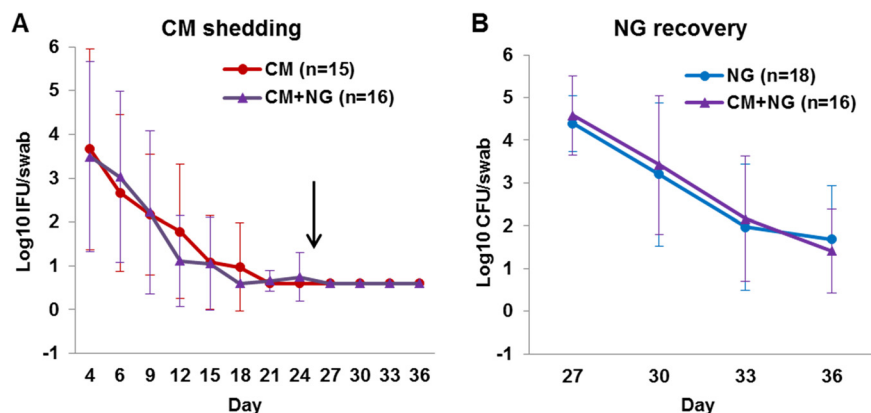 A
CM shedding
CM (n=15)
CM+NG (n=16)
Log10 IFU/swab
6
5
4
3
2
1
0
-1
4 6 9 12 15 18 21 24 27 30 33 36
Day
B
NG recovery
NG (n=18)
CM+NG (n=16)
Log10 CFU/swab
6
5
4
3
2
1
0
-1
27 30 33 36
Day